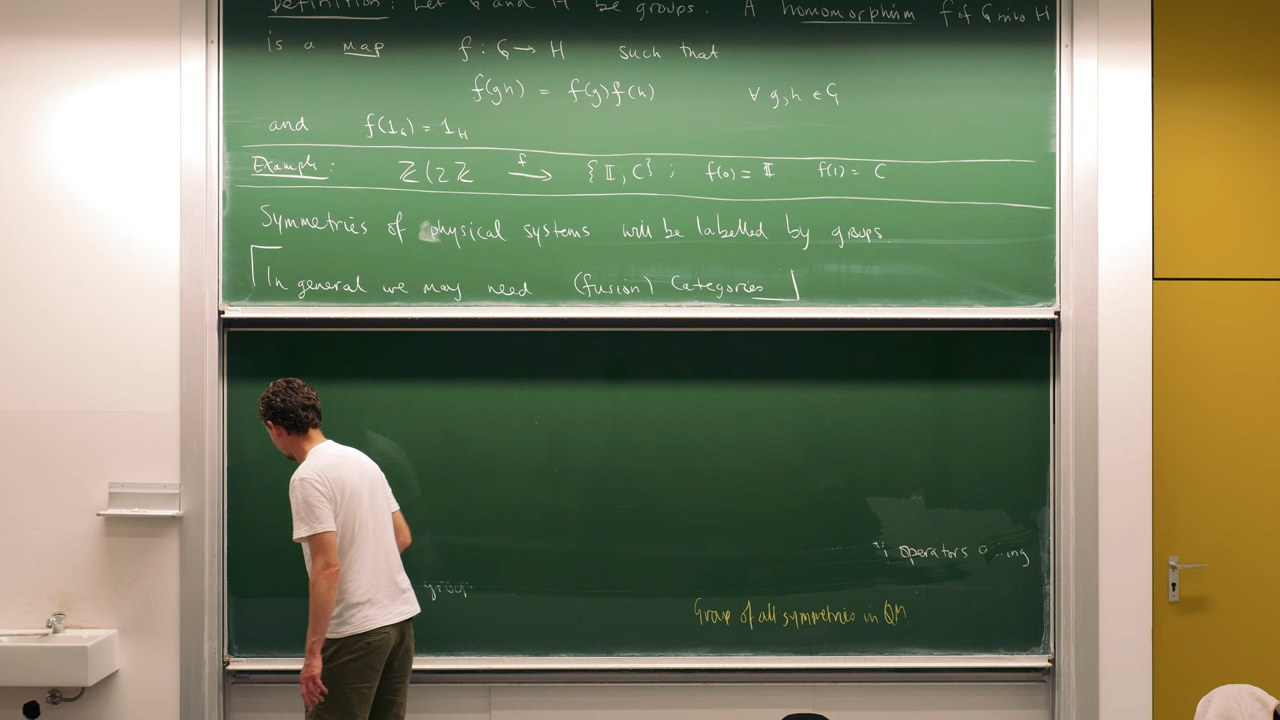 Definition: Let G and H be groups. A homomorphism f of G into H
is a map f : G → H such that
f(gh) = f(g)f(h) ∀ g,h ∈ G
and f(1_G) = 1_H.
Example: ℤ/2ℤ —f→ {𝕀, C} ; f(0) = 𝕀 f(1) = C
Symmetries of physical systems will be labelled by groups.
[In general we may need (fusion) Categories]
operators
group
Group of all symmetries in QM